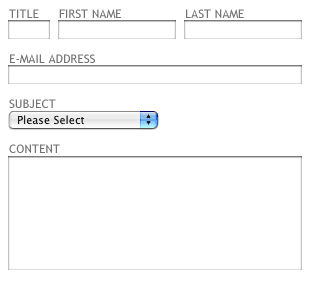 TITLE FIRST NAME LAST NAME
E-MAIL ADDRESS
SUBJECT
Please Select
CONTENT